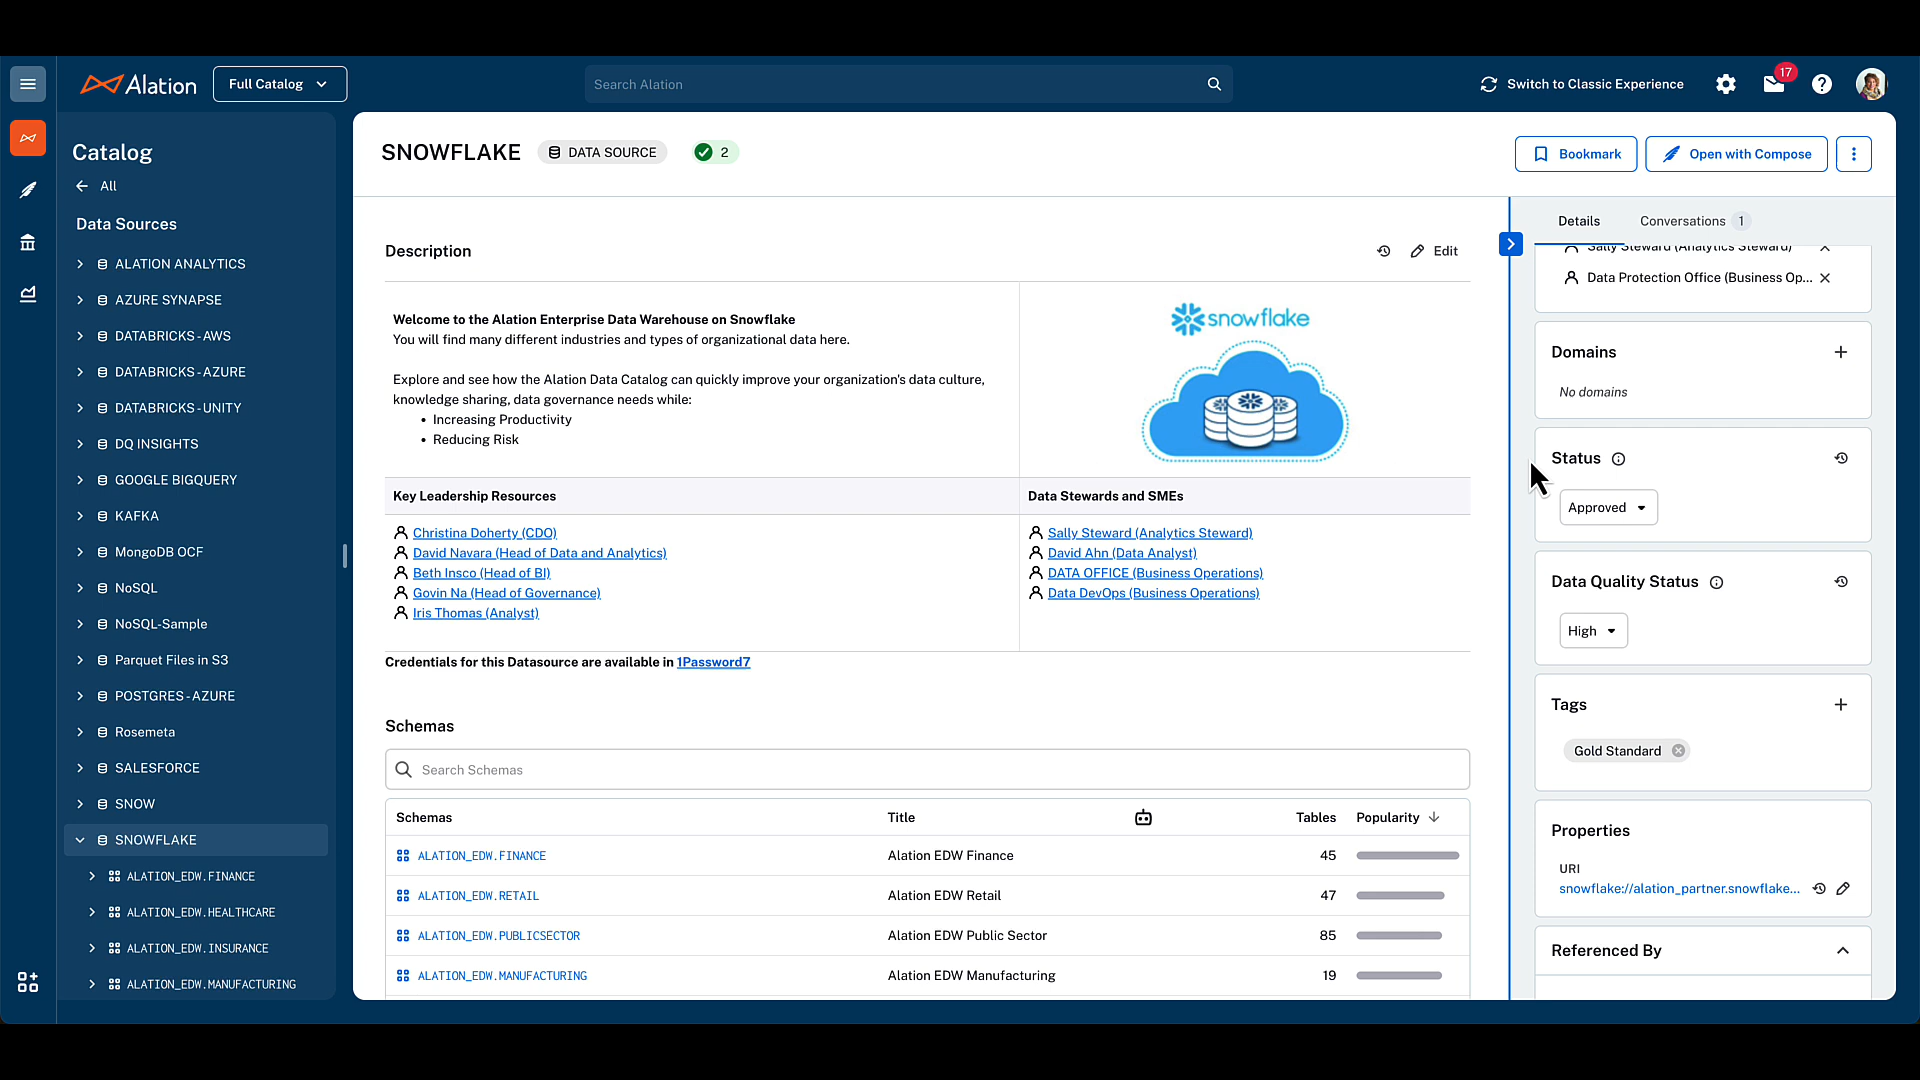 Alation
Full Catalog
Search Alation
Switch to Classic Experience
17
Catalog
All
Data Sources
ALATION ANALYTICS
AZURE SYNAPSE
DATABRICKS-AWS
DATABRICKS-AZURE
DATABRICKS-UNITY
DQ INSIGHTS
GOOGLE BIGQUERY
KAFKA
MongoDB OCF
NoSQL
NoSQL-Sample
Parquet Files in S3
POSTGRES-AZURE
Rosemeta
SALESFORCE
SNOW
SNOWFLAKE
ALATION_EDW.FINANCE
ALATION_EDW.HEALTHCARE
ALATION_EDW.INSURANCE
ALATION_EDW.MANUFACTURING
SNOWFLAKE
DATA SOURCE
2
Bookmark
Open with Compose
Description
Edit
Welcome to the Alation Enterprise Data Warehouse on Snowflake
You will find many different industries and types of organizational data here.
Explore and see how the Alation Data Catalog can quickly improve your organization's data culture,
knowledge sharing, data governance needs while:
• Increasing Productivity
• Reducing Risk
snowflake
Key Leadership Resources
Christina Doherty (CDO)
David Navara (Head of Data and Analytics)
Beth Insco (Head of BI)
Govin Na (Head of Governance)
Iris Thomas (Analyst)
Data Stewards and SMEs
Sally Steward (Analytics Steward)
David Ahn (Data Analyst)
DATA OFFICE (Business Operations)
Data DevOps (Business Operations)
Credentials for this Datasource are available in 1Password7
Schemas
Search Schemas
Schemas Title Tables Popularity
ALATION_EDW.FINANCE Alation EDW Finance 45
ALATION_EDW.RETAIL Alation EDW Retail 47
ALATION_EDW.PUBLICSECTOR Alation EDW Public Sector 85
ALATION_EDW.MANUFACTURING Alation EDW Manufacturing 19
Details
Conversations 1
Sally Steward (Analytics Steward)
Data Protection Office (Business Op...
Domains
No domains
Status
Approved
Data Quality Status
High
Tags
Gold Standard
Properties
URI
snowflake://alation_partner.snowflake...
Referenced By